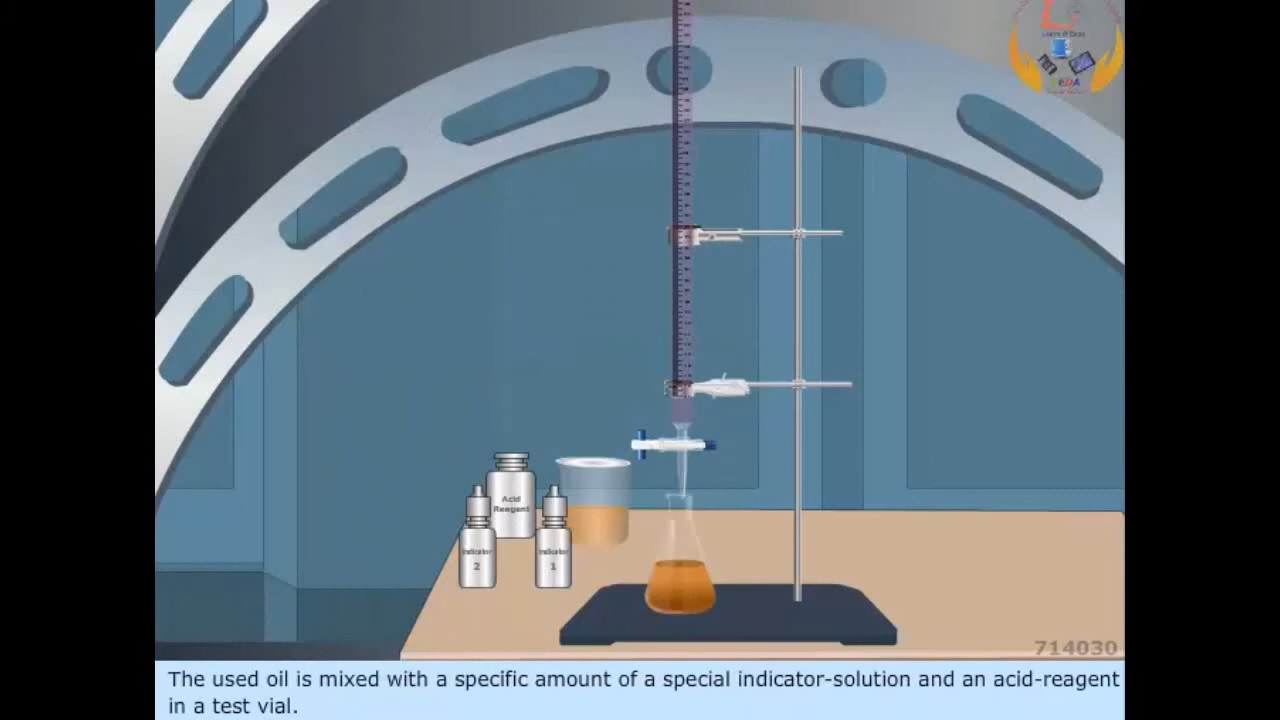 Acid
Reagent
Indicator
2
Indicator
1
714030
The used oil is mixed with a specific amount of a special indicator-solution and an acid-reagent
in a test vial.